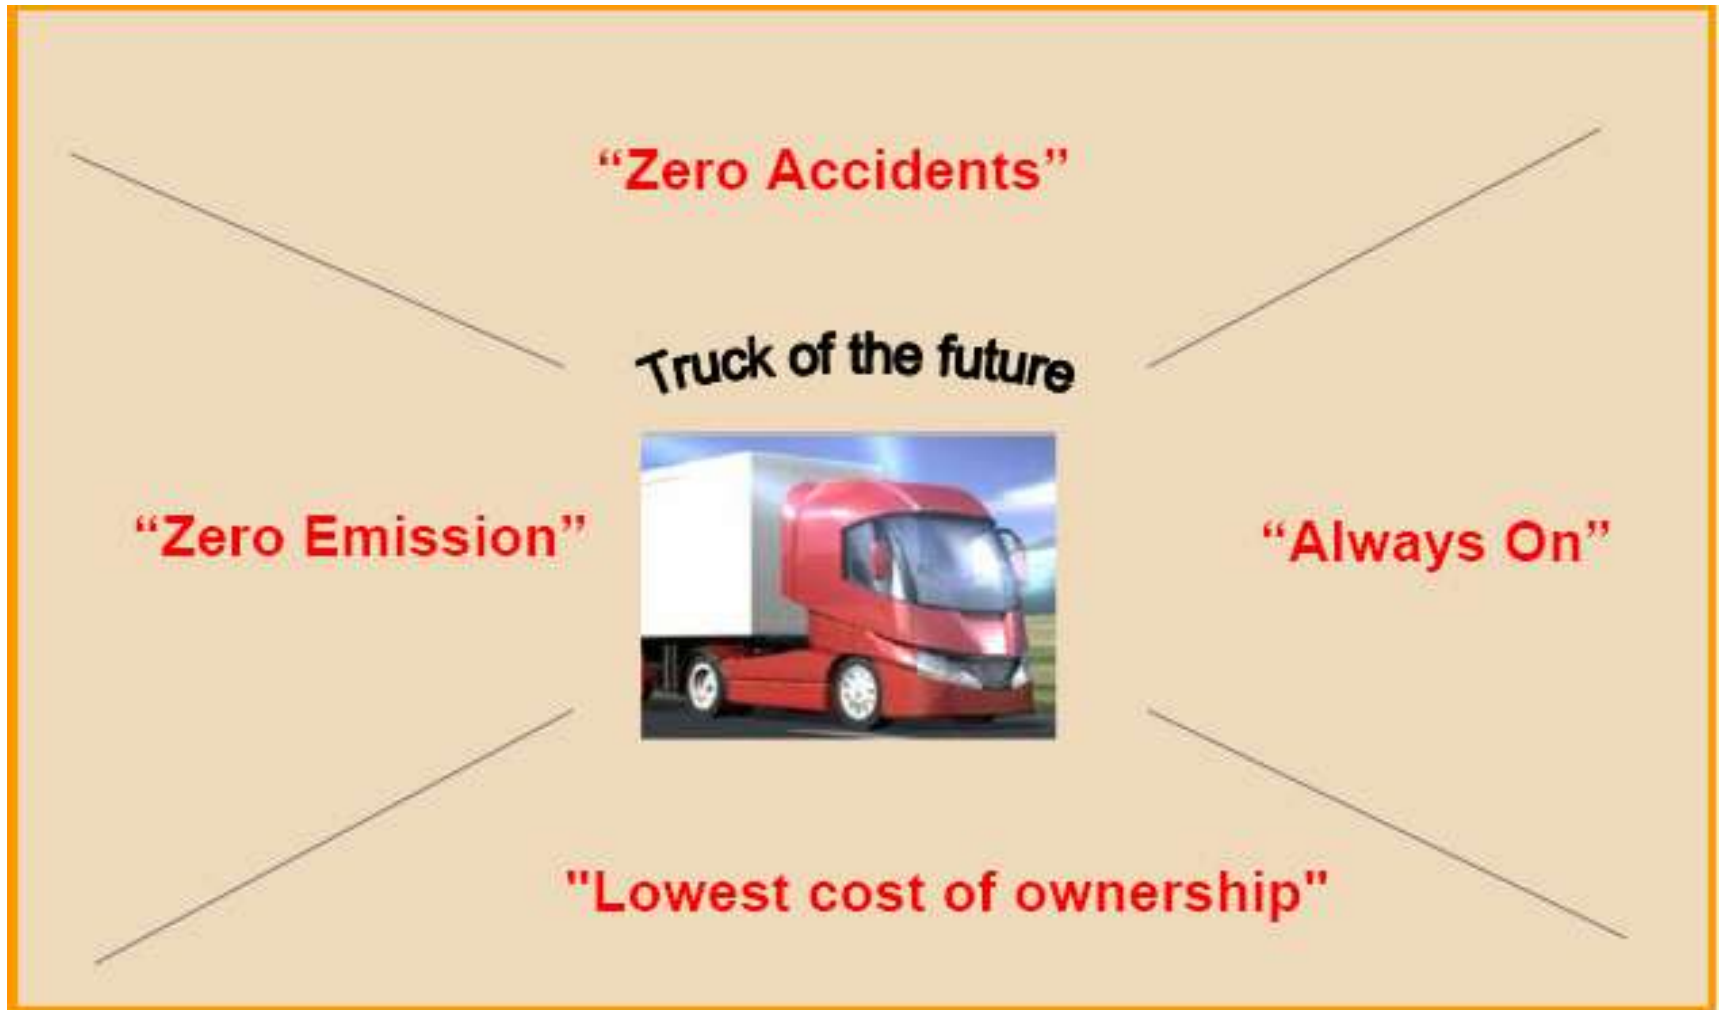 “Zero Accidents”
Truck of the future
“Zero Emission”
“Always On”
"Lowest cost of ownership"